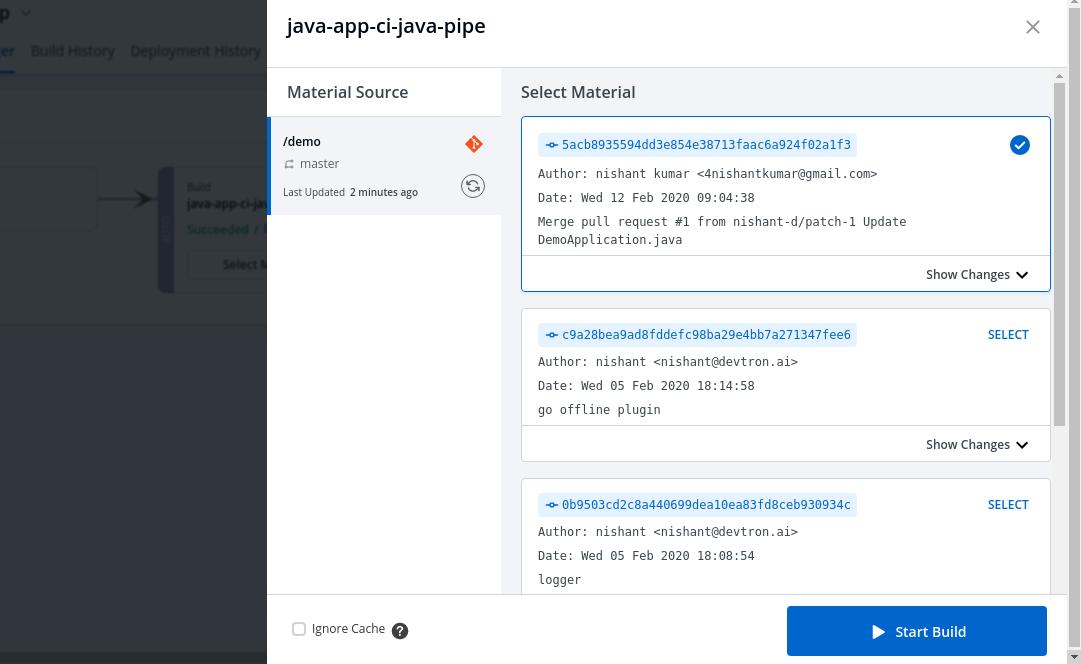 p
er Build History Deployment History
Build
java-app-ci-jav
Succeeded /
Select M
java-app-ci-java-pipe
Material Source
/demo
master
Last Updated 2 minutes ago
Select Material
5acb8935594dd3e854e38713faac6a924f02a1f3
Author: nishant kumar <4nishantkumar@gmail.com>
Date: Wed 12 Feb 2020 09:04:38
Merge pull request #1 from nishant-d/patch-1 Update
DemoApplication.java
Show Changes
c9a28bea9ad8fddefc98ba29e4bb7a271347fee6
SELECT
Author: nishant <nishant@devtron.ai>
Date: Wed 05 Feb 2020 18:14:58
go offline plugin
Show Changes
0b9503cd2c8a440699dea10ea83fd8ceb930934c
SELECT
Author: nishant <nishant@devtron.ai>
Date: Wed 05 Feb 2020 18:08:54
logger
Ignore Cache ?
Start Build